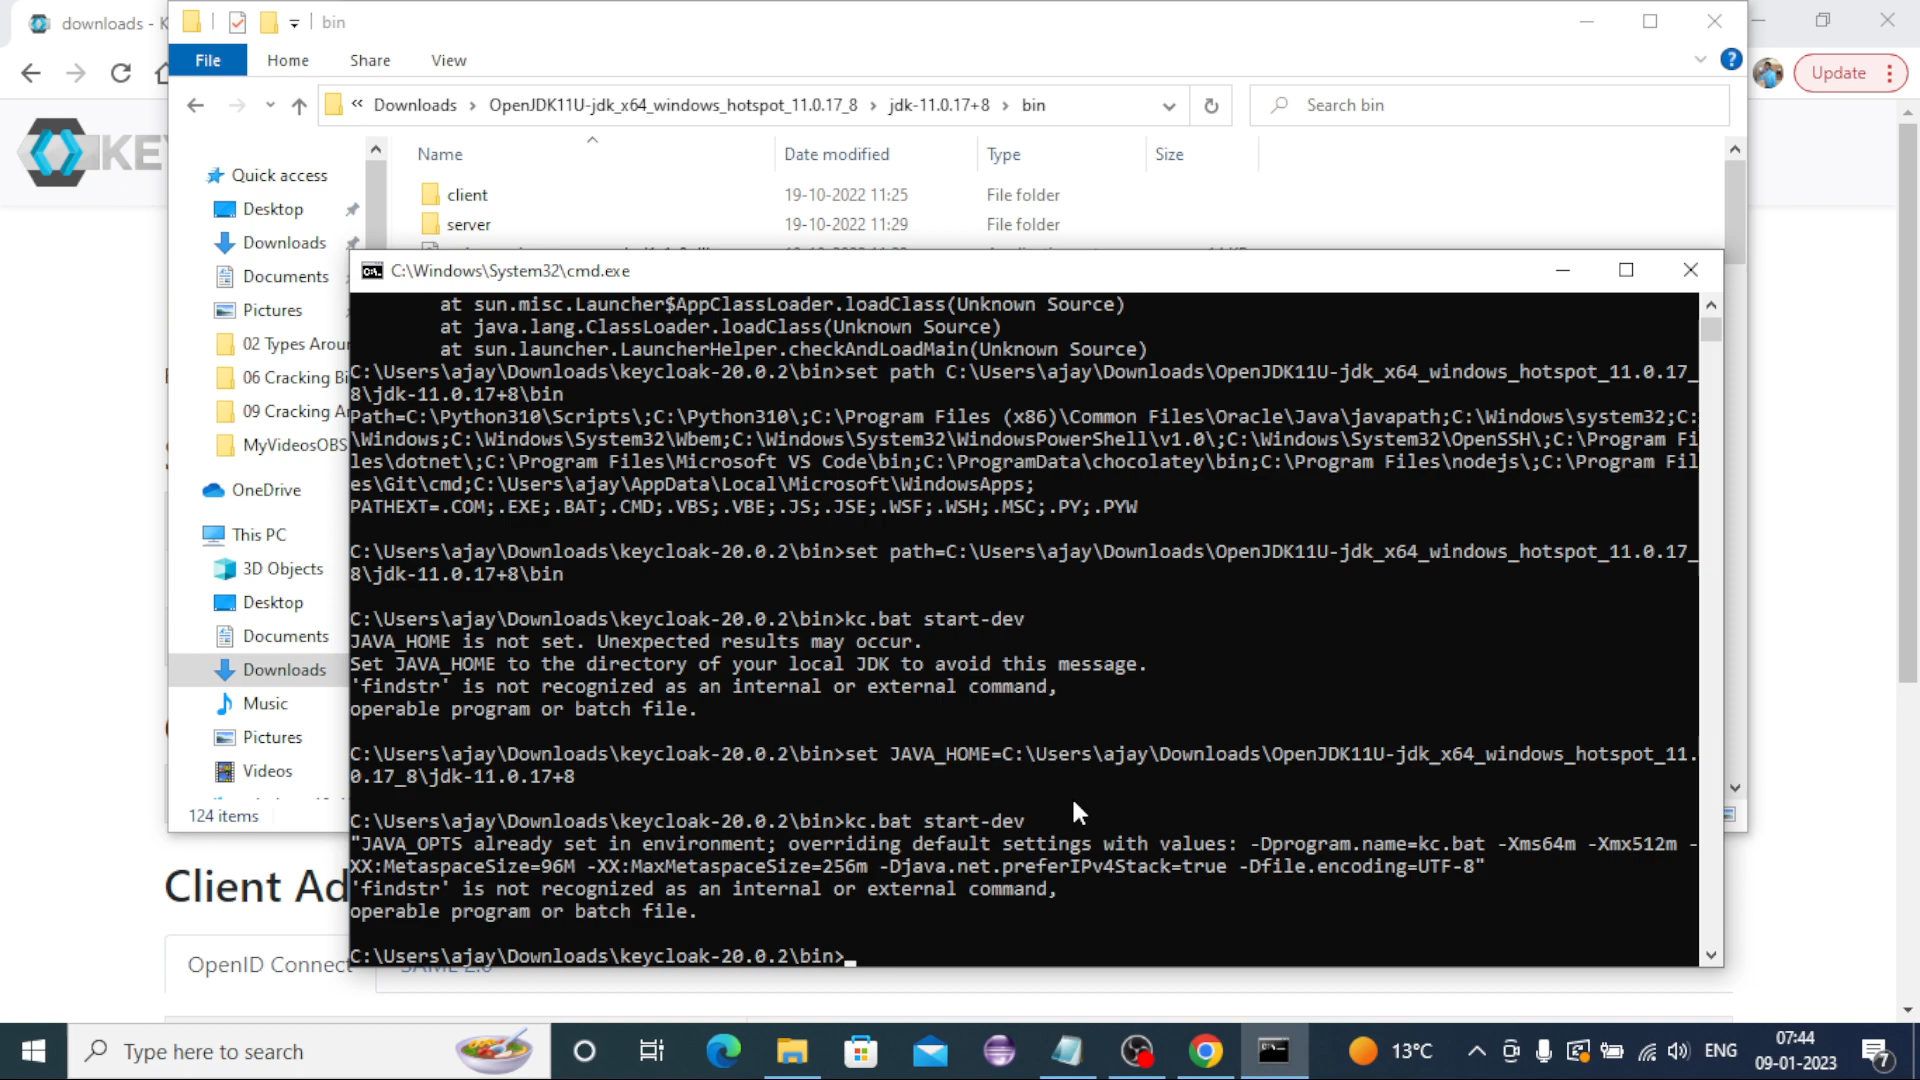 downloads - K
bin
File
Home
Share
View
Update
« Downloads > OpenJDK11U-jdk_x64_windows_hotspot_11.0.17_8 > jdk-11.0.17+8 > bin
Search bin
KEY
Name
Date modified
Type
Size
Quick access
Desktop
Downloads
Documents
Pictures
02 Types Arour
06 Cracking Bi
09 Cracking Ar
MyVideosOBS
OneDrive
This PC
3D Objects
Desktop
Documents
Downloads
Music
Pictures
Videos
124 items
client 19-10-2022 11:25 File folder
server 19-10-2022 11:29 File folder
C:\Windows\System32\cmd.exe
at sun.misc.Launcher$AppClassLoader.loadClass(Unknown Source)
at java.lang.ClassLoader.loadClass(Unknown Source)
at sun.launcher.LauncherHelper.checkAndLoadMain(Unknown Source)
C:\Users\ajay\Downloads\keycloak-20.0.2\bin>set path C:\Users\ajay\Downloads\OpenJDK11U-jdk_x64_windows_hotspot_11.0.17_
8\jdk-11.0.17+8\bin
Path=C:\Python310\Scripts\;C:\Python310\;C:\Program Files (x86)\Common Files\Oracle\Java\javapath;C:\Windows\system32;C:
\Windows;C:\Windows\System32\Wbem;C:\Windows\System32\WindowsPowerShell\v1.0\;C:\Windows\System32\OpenSSH\;C:\Program Fi
les\dotnet\;C:\Program Files\Microsoft VS Code\bin;C:\ProgramData\chocolatey\bin;C:\Program Files\nodejs\;C:\Program Fil
es\Git\cmd;C:\Users\ajay\AppData\Local\Microsoft\WindowsApps;
PATHEXT=.COM;.EXE;.BAT;.CMD;.VBS;.VBE;.JS;.JSE;.WSF;.WSH;.MSC;.PY;.PYW
C:\Users\ajay\Downloads\keycloak-20.0.2\bin>set path=C:\Users\ajay\Downloads\OpenJDK11U-jdk_x64_windows_hotspot_11.0.17_
8\jdk-11.0.17+8\bin
C:\Users\ajay\Downloads\keycloak-20.0.2\bin>kc.bat start-dev
JAVA_HOME is not set. Unexpected results may occur.
Set JAVA_HOME to the directory of your local JDK to avoid this message.
'findstr' is not recognized as an internal or external command,
operable program or batch file.
C:\Users\ajay\Downloads\keycloak-20.0.2\bin>set JAVA_HOME=C:\Users\ajay\Downloads\OpenJDK11U-jdk_x64_windows_hotspot_11.
0.17_8\jdk-11.0.17+8
C:\Users\ajay\Downloads\keycloak-20.0.2\bin>kc.bat start-dev
"JAVA_OPTS already set in environment; overriding default settings with values: -Dprogram.name=kc.bat -Xms64m -Xmx512m -
XX:MetaspaceSize=96M -XX:MaxMetaspaceSize=256m -Djava.net.preferIPv4Stack=true -Dfile.encoding=UTF-8"
'findstr' is not recognized as an internal or external command,
operable program or batch file.
C:\Users\ajay\Downloads\keycloak-20.0.2\bin>
Client Ad
OpenID Connect
SAML 2.0
Type here to search
13°C
ENG
07:44
09-01-2023
7